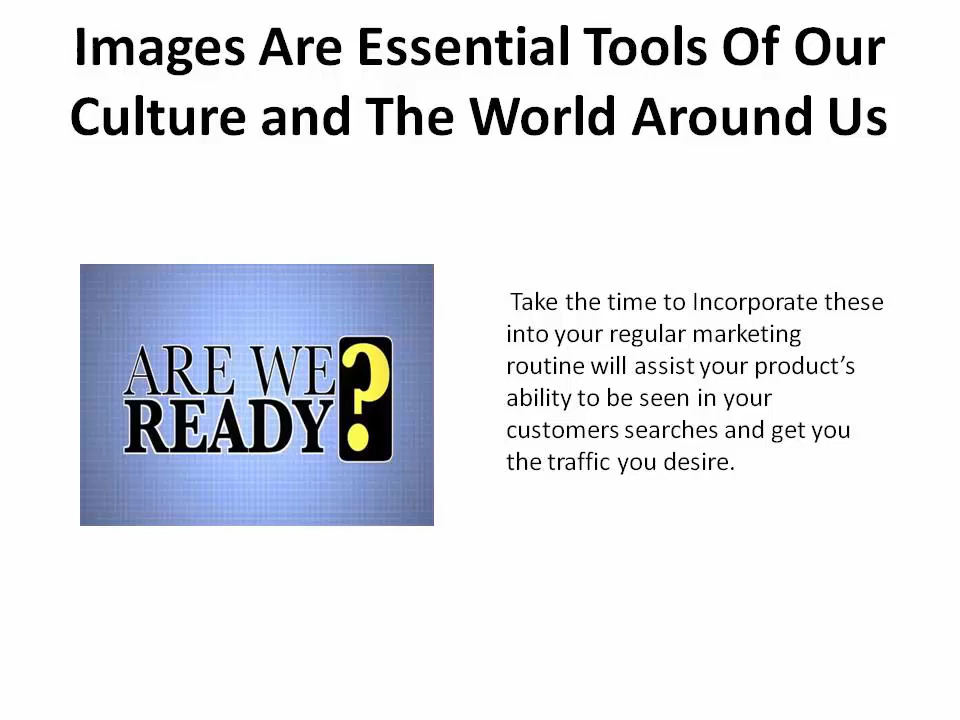 Images Are Essential Tools Of Our
Culture and The World Around Us
ARE WE
READY?
Take the time to Incorporate these
into your regular marketing
routine will assist your product’s
ability to be seen in your
customers searches and get you
the traffic you desire.